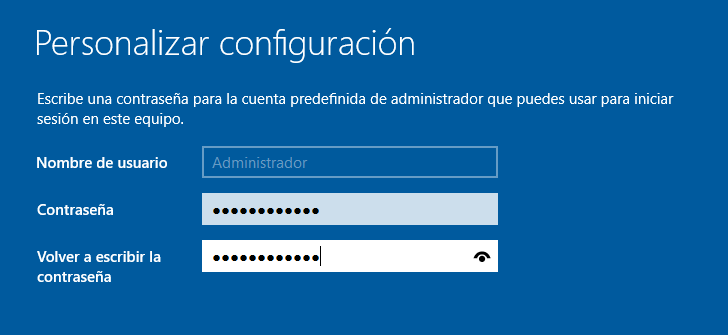 Personalizar configuración
Escribe una contraseña para la cuenta predefinida de administrador que puedes usar para iniciar
sesión en este equipo.
Nombre de usuario
Administrador
Contraseña
●●●●●●●●●●●●
Volver a escribir la
contraseña
●●●●●●●●●●●●